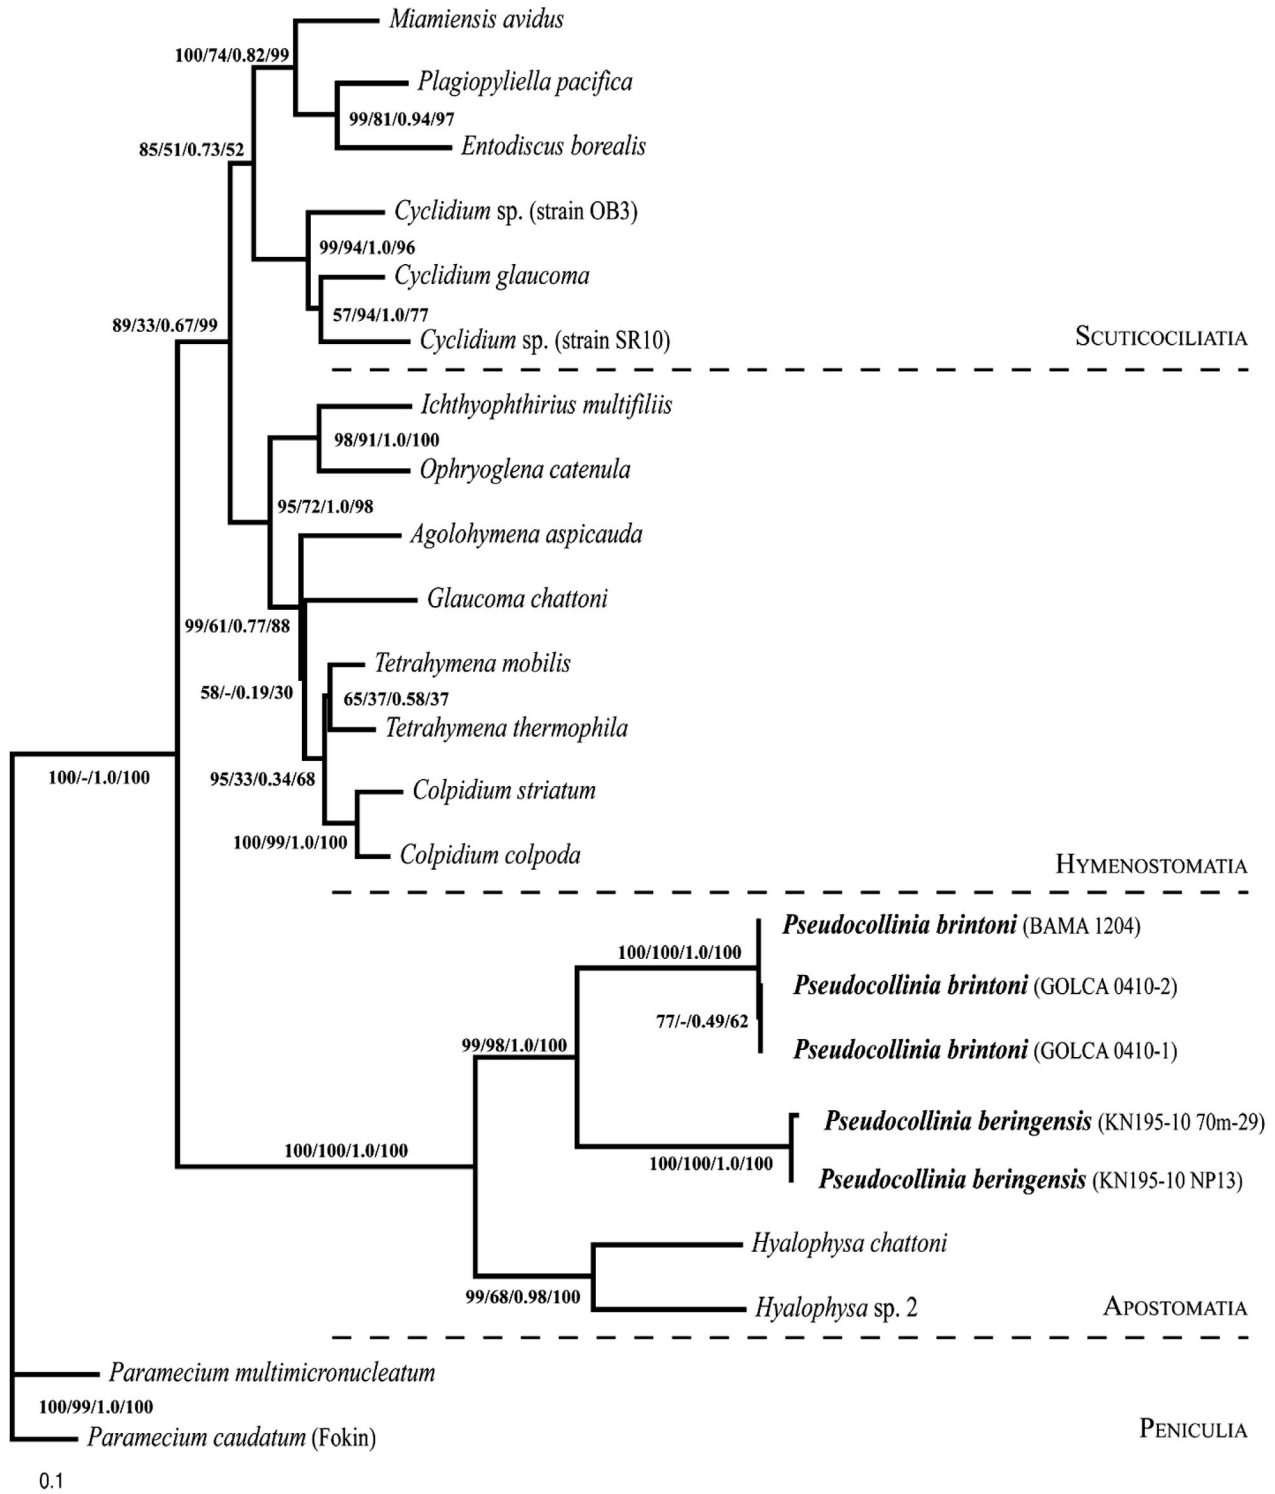 Miamiensis avidus
100/74/0.82/99
Plagiopyliella pacifica
99/81/0.94/97
Entodiscus borealis
85/51/0.73/52
Cyclidium sp. (strain OB3)
99/94/1.0/96
Cyclidium glaucoma
57/94/1.0/77
89/33/0.67/99
Cyclidium sp. (strain SR10)
SCUTICOCILIATIA
Ichthyophthirius multifiliis
98/91/1.0/100
Ophryoglena catenula
95/72/1.0/98
Agolohymena aspicauda
Glaucoma chattoni
99/61/0.77/88
Tetrahymena mobilis
58/-/0.19/30
65/37/0.58/37
Tetrahymena thermophila
100/-/1.0/100
95/33/0.34/68
Colpidium striatum
100/99/1.0/100
Colpidium colpoda
HYMENOSTOMATIA
Pseudocollinia brintoni (BAMA 1204)
100/100/1.0/100
Pseudocollinia brintoni (GOLCA 0410-2)
77/-/0.49/62
99/98/1.0/100
Pseudocollinia brintoni (GOLCA 0410-1)
Pseudocollinia beringensis (KN195-10 70m-29)
100/100/1.0/100
100/100/1.0/100
Pseudocollinia beringensis (KN195-10 NP13)
Hyalophysa chattoni
99/68/0.98/100
Hyalophysa sp. 2
APOSTOMATIA
Paramecium multimicronucleatum
100/99/1.0/100
Paramecium caudatum (Fokin)
PENICULIA
0.1